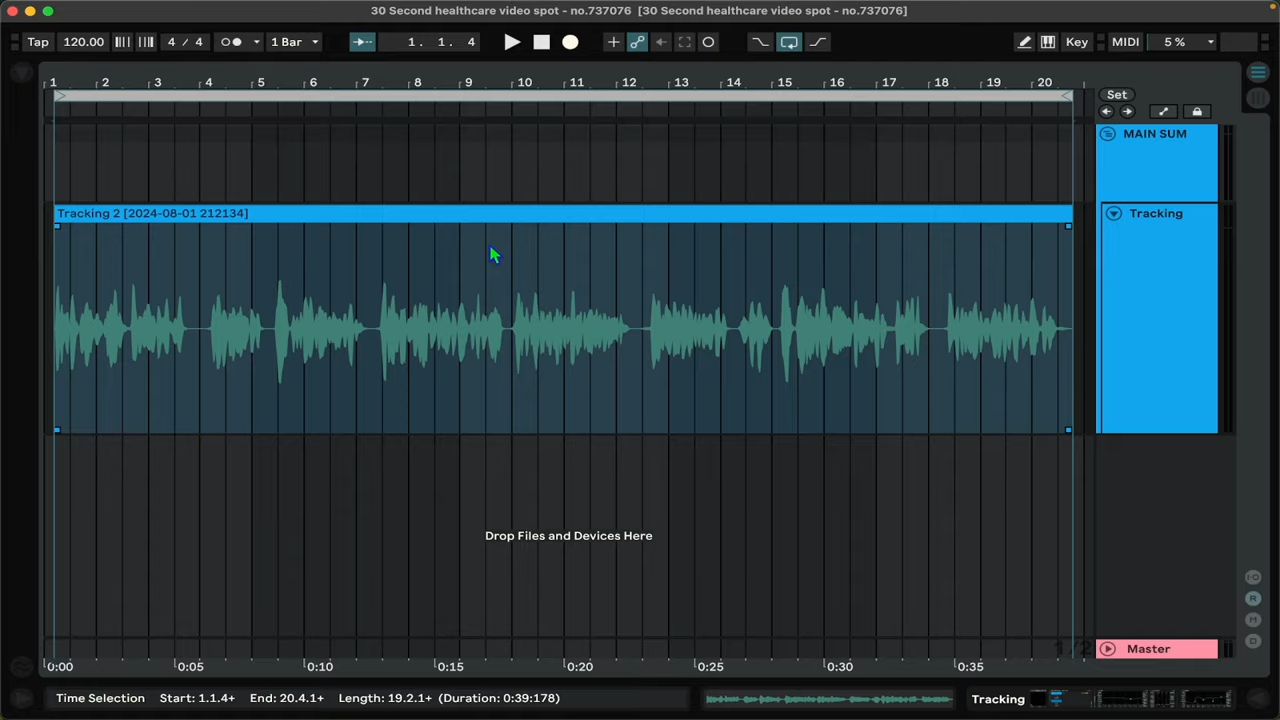 30 Second healthcare video spot - no.737076 [30 Second healthcare video spot - no.737076]
Tap 120.00 4 / 4 1 Bar 1. 1. 4 Key MIDI 5 %
1 2 3 4 5 6 7 8 9 10 11 12 13 14 15 16 17 18 19 20
Set
MAIN SUM
Tracking 2 [2024-08-01 212134]
Tracking
Drop Files and Devices Here
I·O
R
M
D
1/2
Master
0:00 0:05 0:10 0:15 0:20 0:25 0:30 0:35
Time Selection Start: 1.1.4+ End: 20.4.1+ Length: 19.2.1+ (Duration: 0:39:178)
Tracking